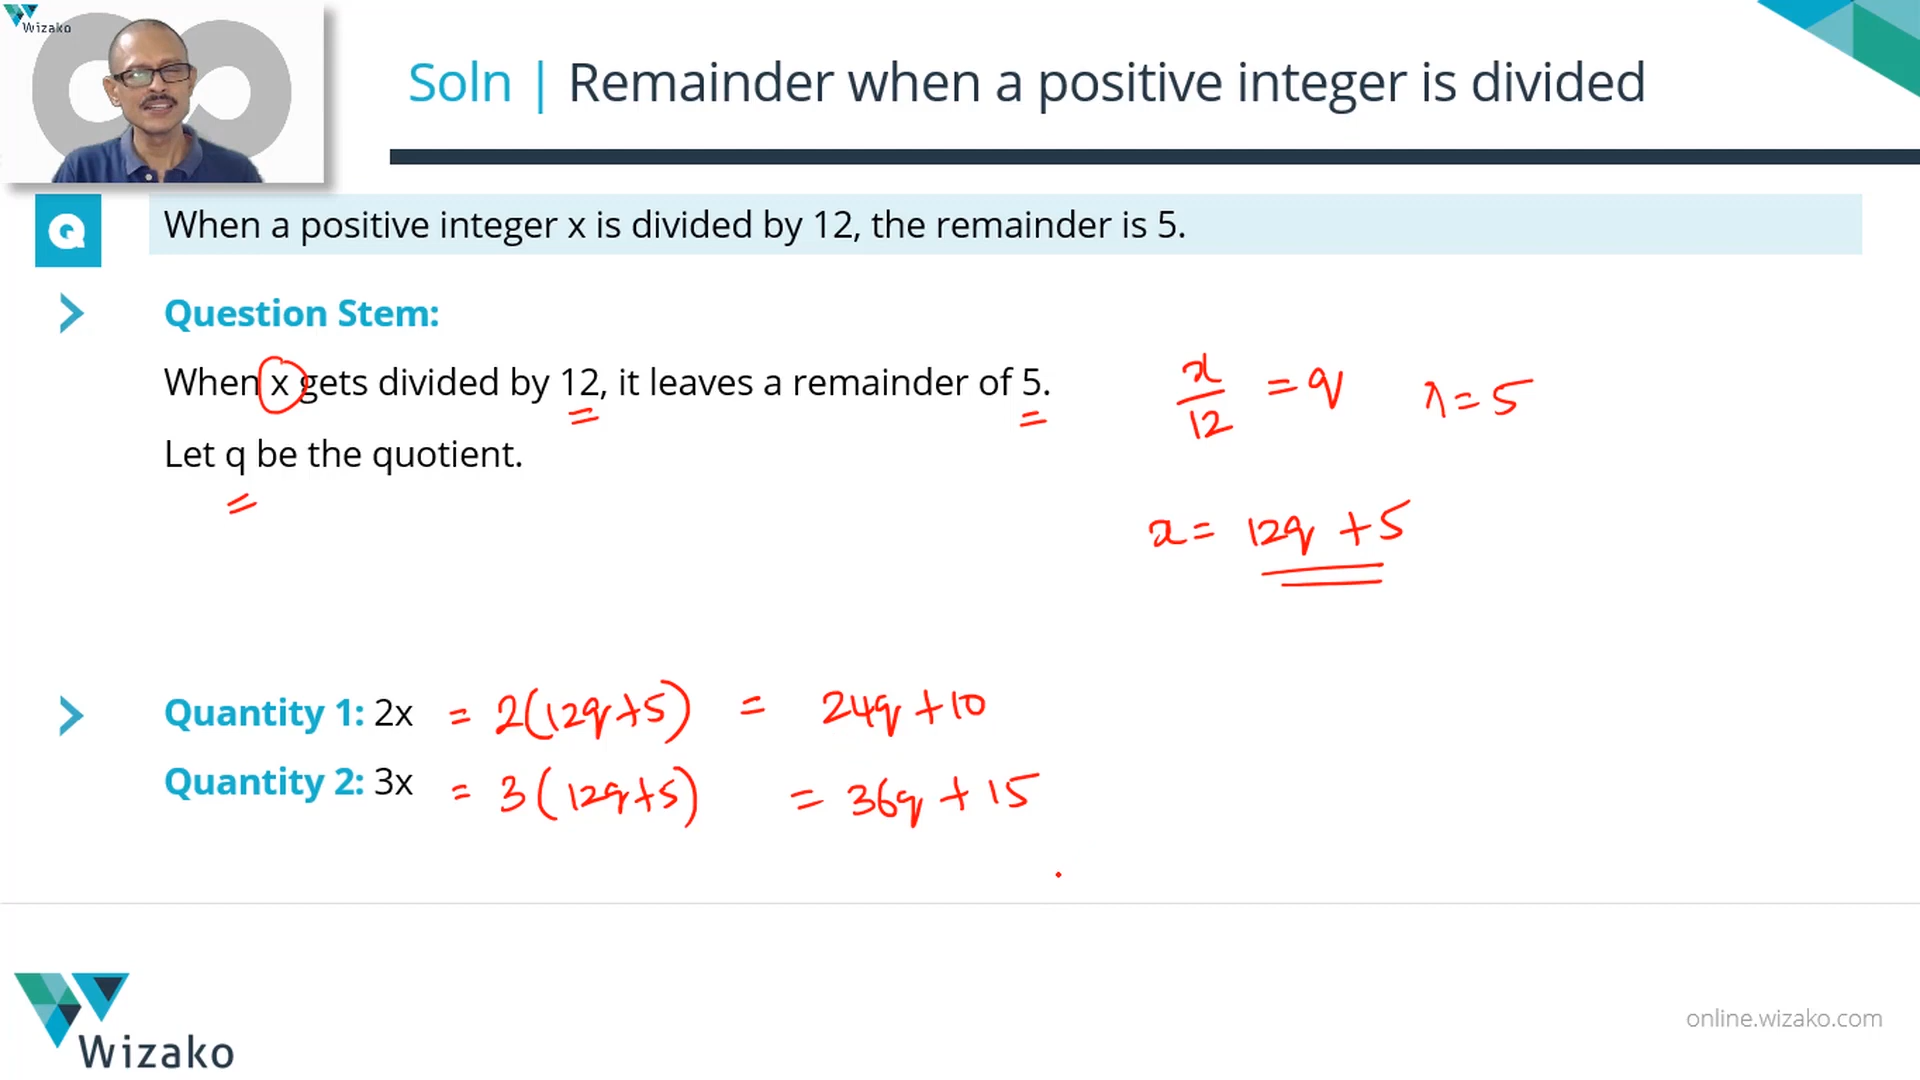 Wizako
Soln | Remainder when a positive integer is divided
Q When a positive integer x is divided by 12, the remainder is 5.
Question Stem:
When x gets divided by 12, it leaves a remainder of 5.
x/12 = q r = 5
Let q be the quotient.
x = 12q + 5
Quantity 1: 2x = 2(12q+5) = 24q+10
Quantity 2: 3x = 3(12q+5) = 36q + 15
Wizako
online.wizako.com